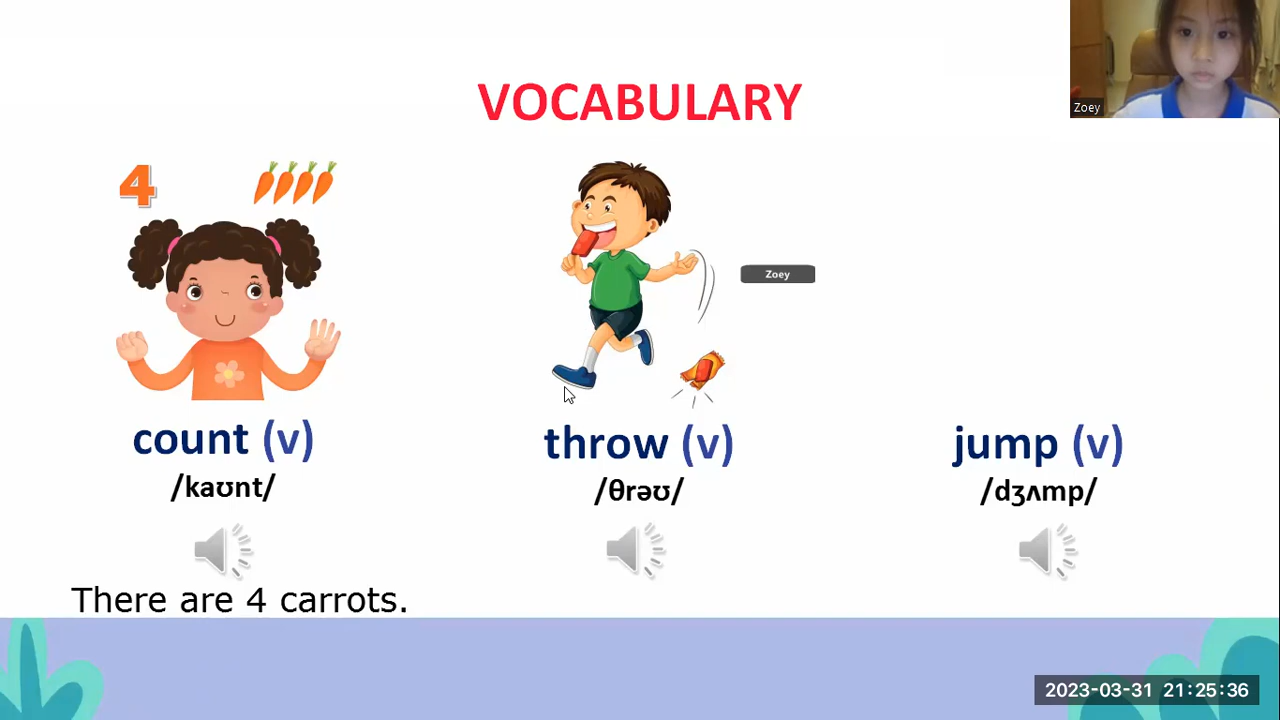 Zoey
VOCABULARY
4
Zoey
count (v)
/kaʊnt/
throw (v)
/θrəʊ/
jump (v)
/dʒʌmp/
There are 4 carrots.
2023-03-31 21:25:36